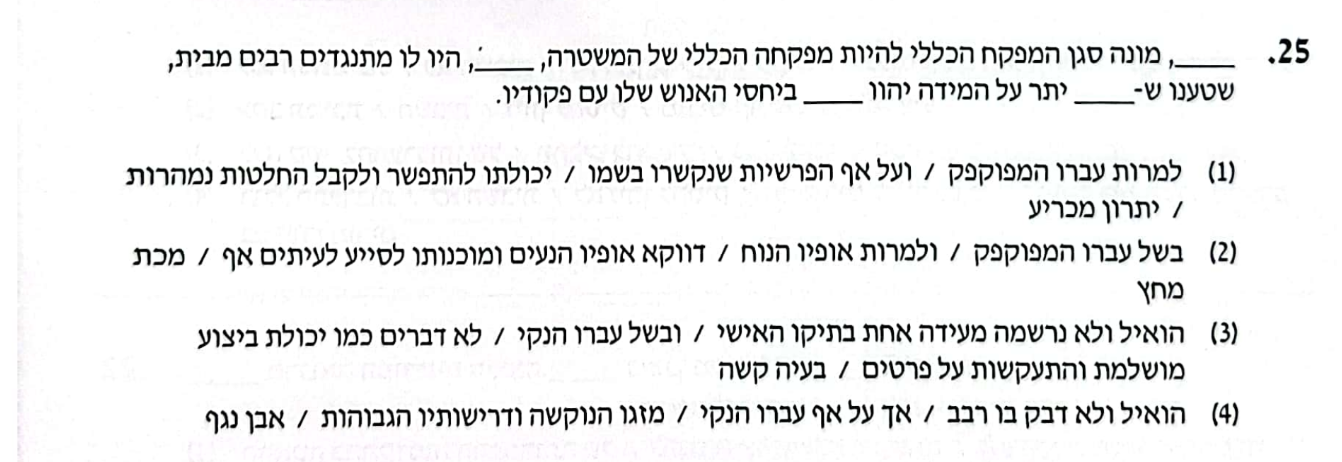 25. _____, מונה סגן המפקח הכללי להיות מפקחה הכללי של המשטרה, _____, היו לו מתנגדים רבים מבית,
שטענו ש-_____ יתר על המידה יהוו _____ ביחסי האנוש שלו עם פקודיו.
(1) למרות עברו המפוקפק / ועל אף הפרשיות שנקשרו בשמו / יכולתו להתפשר ולקבל החלטות נמהרות
/ יתרון מכריע
(2) בשל עברו המפוקפק / ולמרות אופיו הנוח / דווקא אופיו הנעים ומוכנותו לסייע לעיתים אף / מכת
מחץ
(3) הואיל ולא נרשמה מעידה אחת בתיקו האישי / ובשל עברו הנקי / לא דברים כמו יכולת ביצוע
מושלמת והתעקשות על פרטים / בעיה קשה
(4) הואיל ולא דבק בו רבב / אך על אף עברו הנקי / מזגו הנוקשה ודרישותיו הגבוהות / אבן נגף